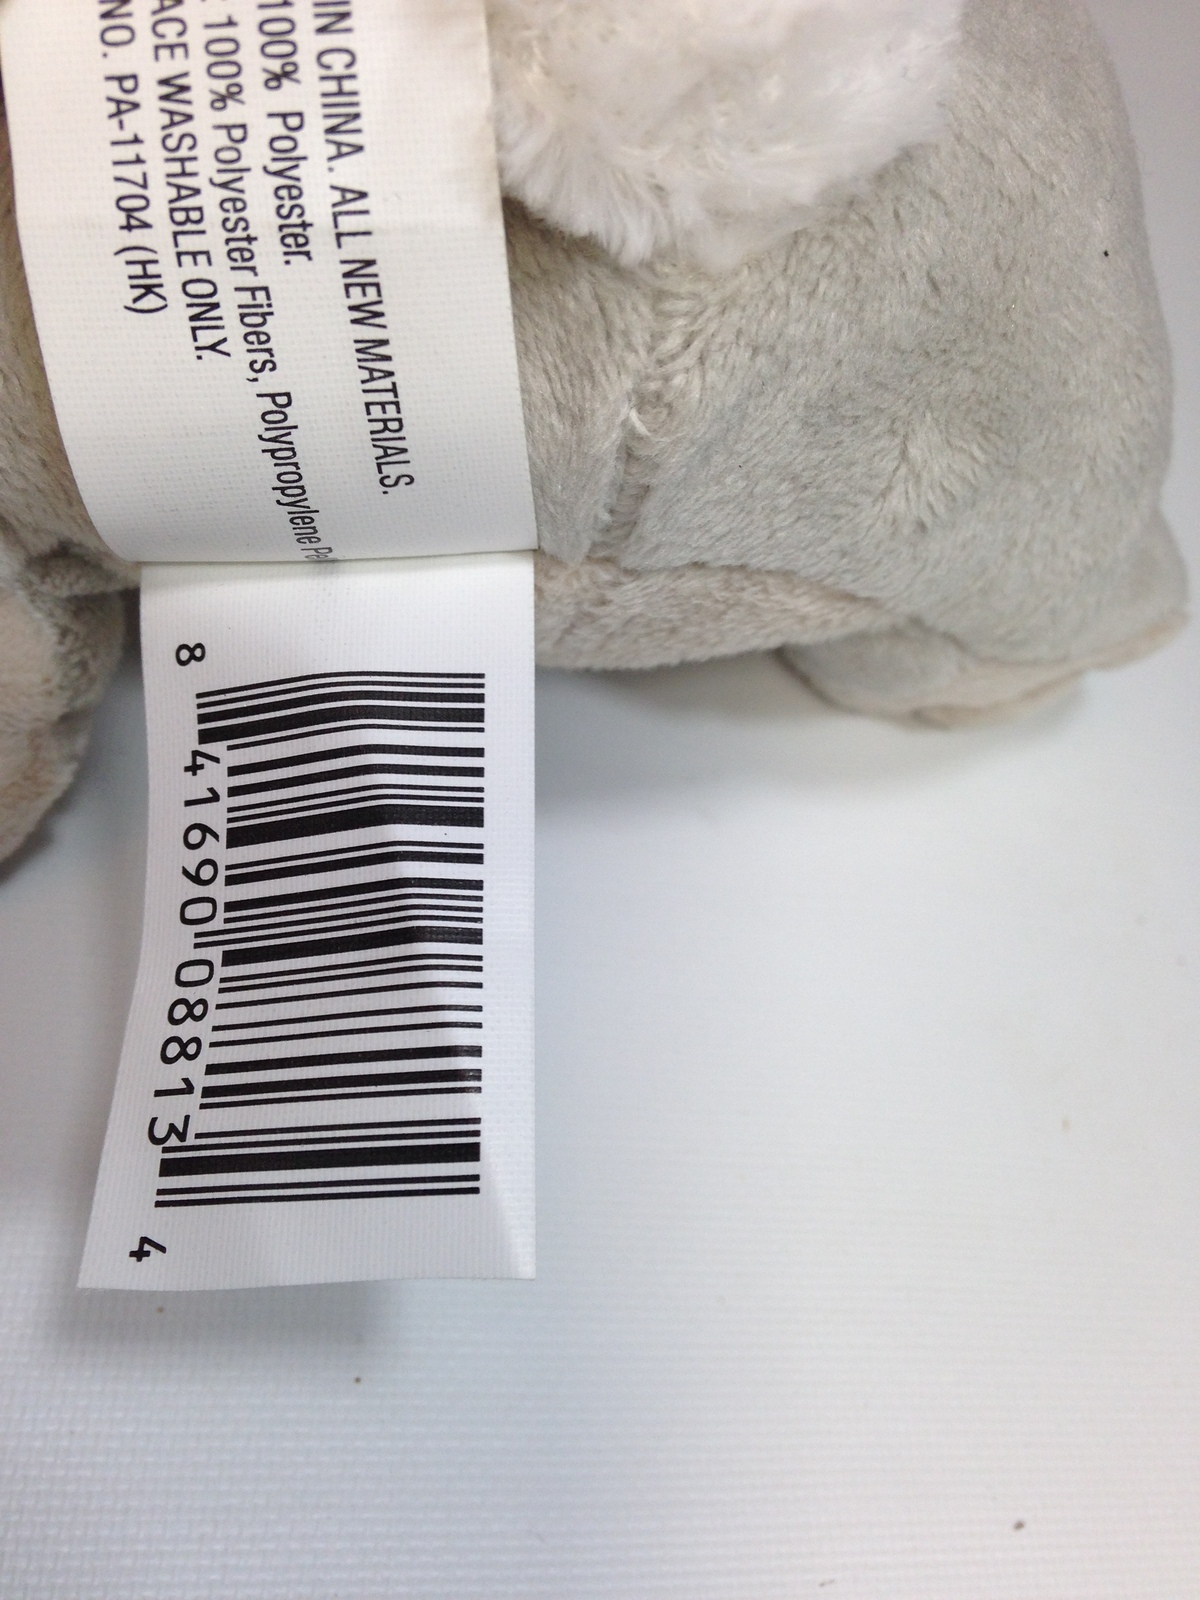 IN CHINA. ALL NEW MATERIALS.
100% Polyester.
100% Polyester Fibers, Polypropylene
WASHABLE ONLY.
NO. PA-11704 (HK)
8 41690 08813 4